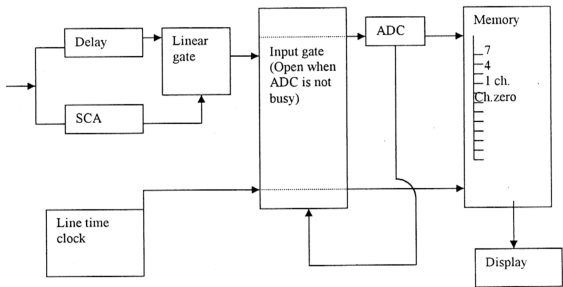 Delay
SCA
Linear
gate
Input gate
(Open when
ADC is not
busy)
ADC
Memory
7
4
1 ch.
Ch.zero
Line time
clock
Display